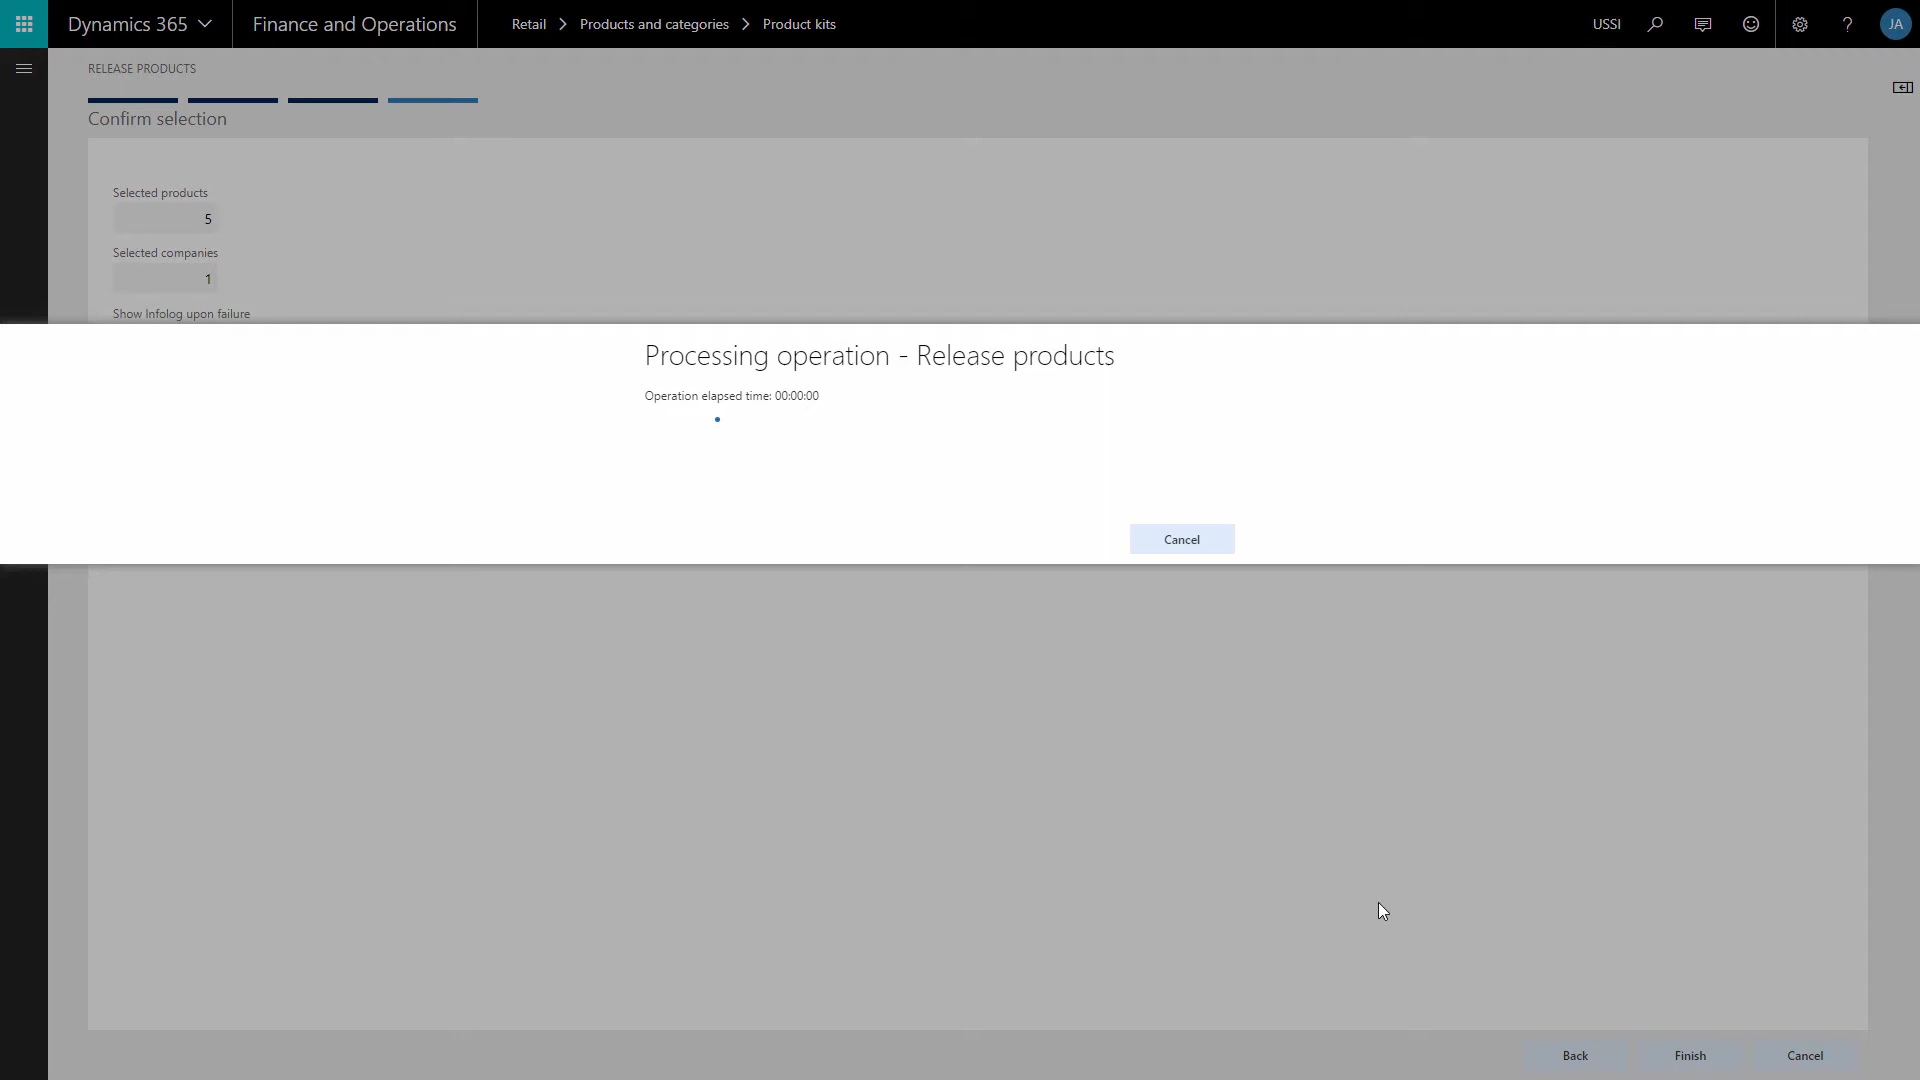 Dynamics 365
Finance and Operations
Retail
Products and categories
Product kits
USSI
?
JA
RELEASE PRODUCTS
Confirm selection
Selected products
5
Selected companies
1
Show Infolog upon failure
Processing operation - Release products
Operation elapsed time: 00:00:00
Cancel
Back
Finish
Cancel